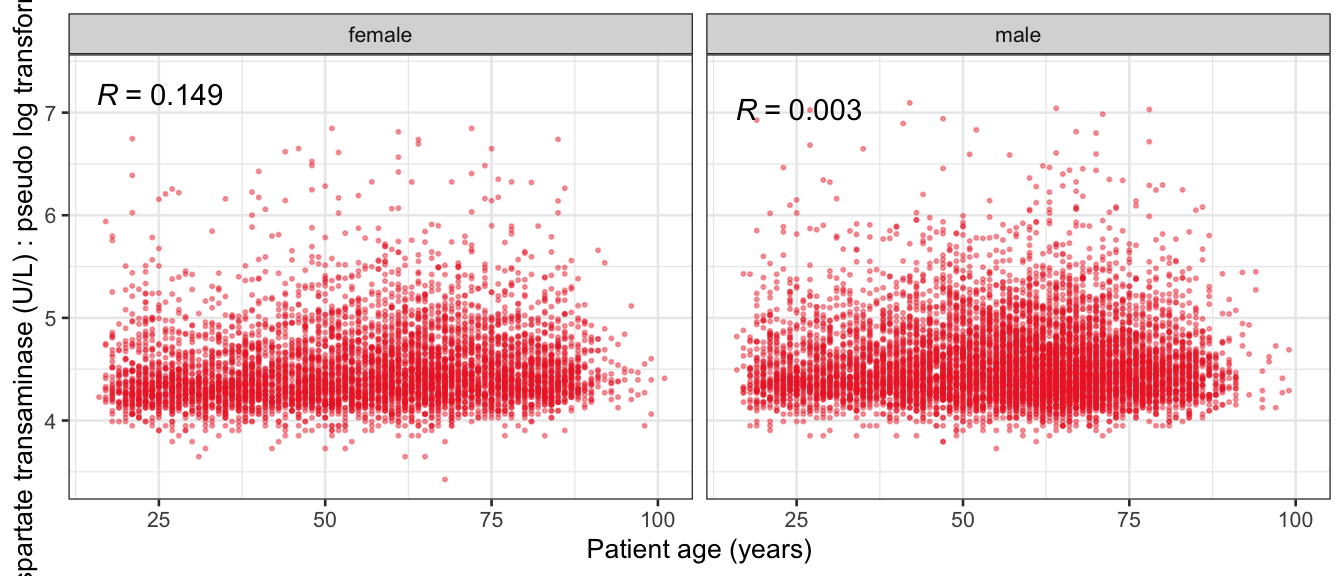 female
male
R = 0.149
R = 0.003
7
6
5
4
25
50
75
100
25
50
75
100
Patient age (years)
spartate transaminase (U/L) : pseudo log transfor